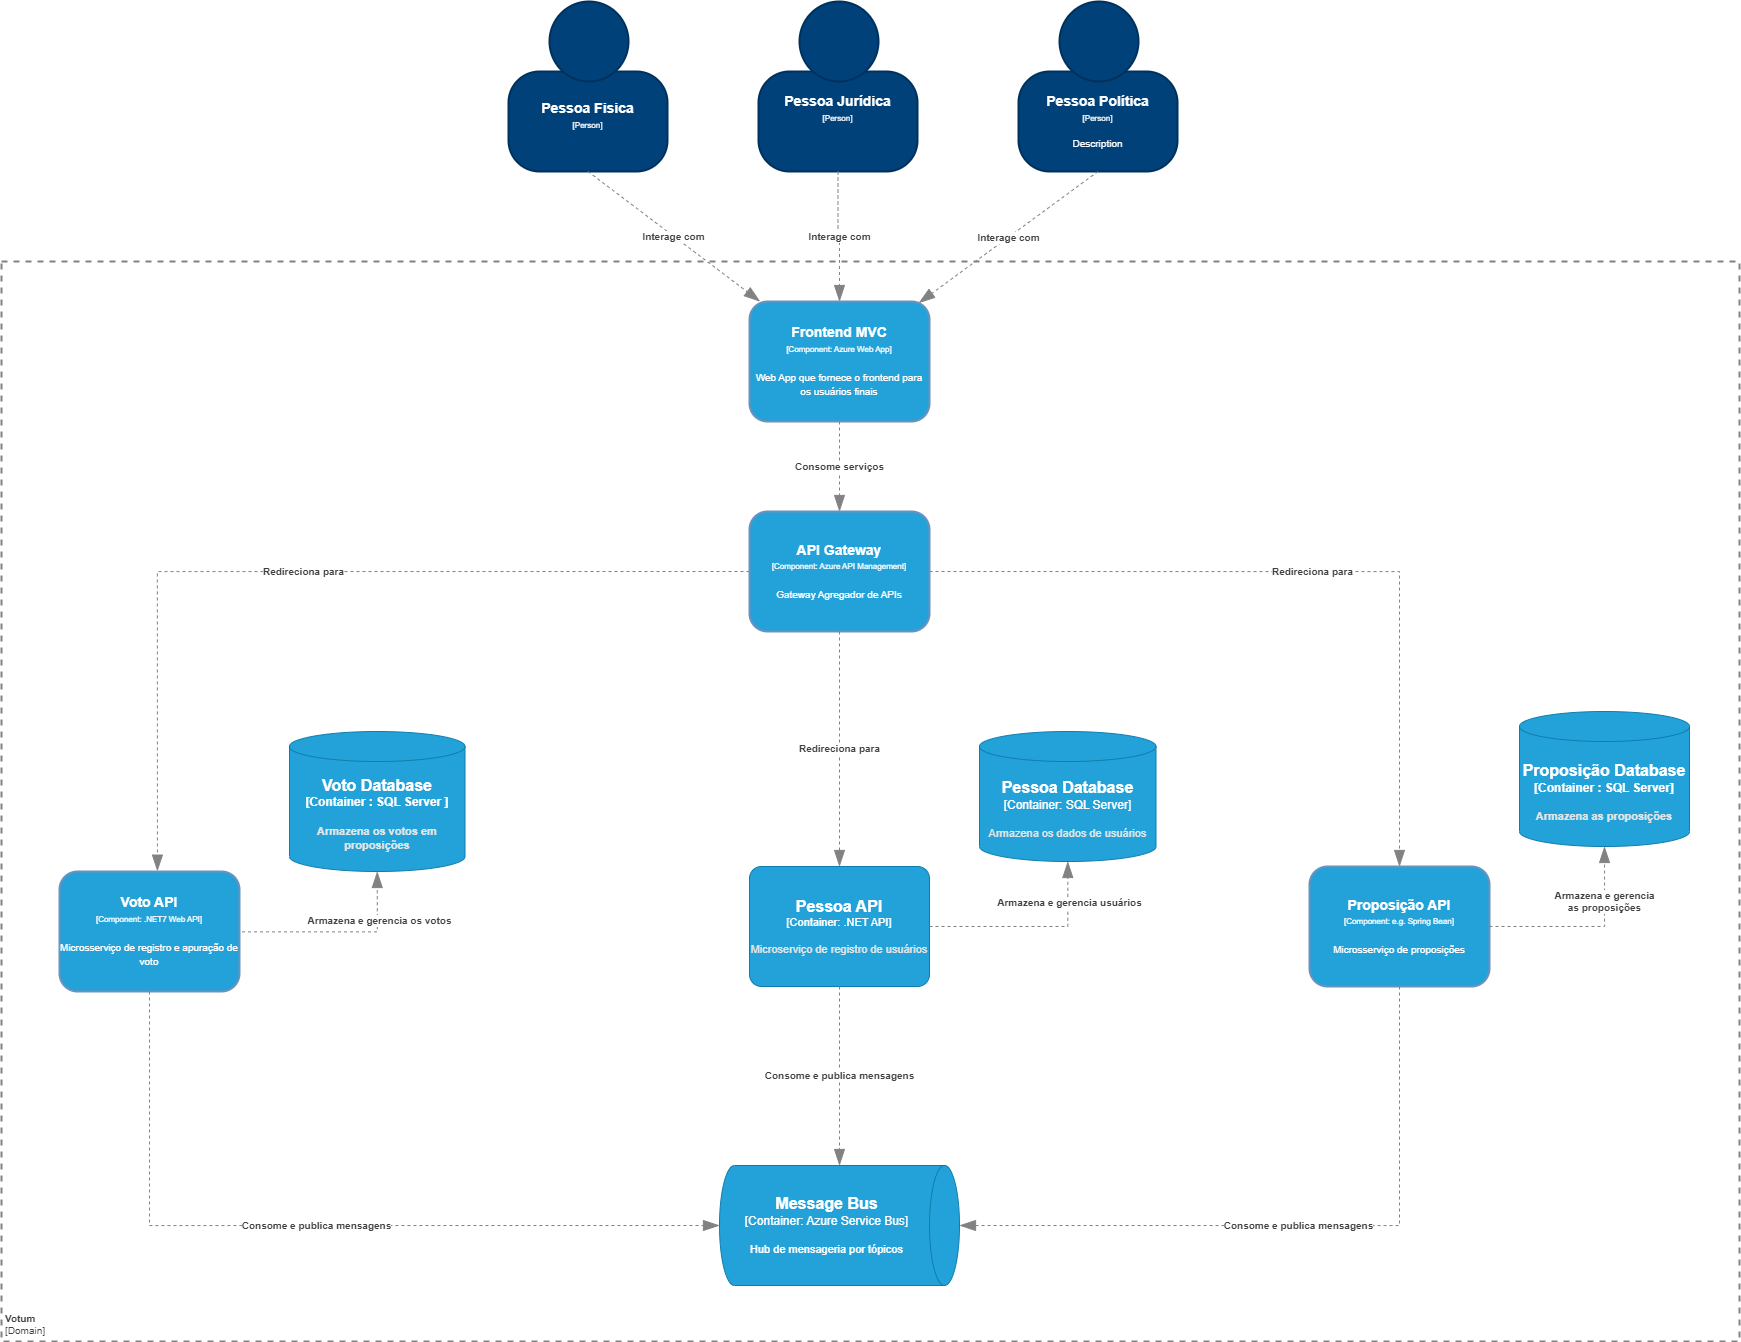 Pessoa Fisica
[Person]
Pessoa Jurídica
[Person]
Pessoa Política
[Person]
Description
Interage com
Interage com
Interage com
Frontend MVC
[Component: Azure Web App]
Web App que fornece o frontend para
os usuários finais
Consome serviços
API Gateway
[Component: Azure API Management]
Gateway Agregador de APIs
Redireciona para
Redireciona para
Redireciona para
Voto Database
[Container : SQL Server ]
Armazena os votos em
proposições
Pessoa Database
[Container: SQL Server]
Armazena os dados de usuários
Proposição Database
[Container : SQL Server]
Armazena as proposições
Voto API
[Component: .NET7 Web API]
Microsserviço de registro e apuração de
voto
Armazena e gerencia os votos
Pessoa API
[Container: .NET API]
Microserviço de registro de usuários
Armazena e gerencia usuários
Proposição API
[Component: e.g. Spring Bean]
Microsserviço de proposições
Armazena e gerencia
as proposições
Consome e publica mensagens
Consome e publica mensagens
Consome e publica mensagens
Message Bus
[Container: Azure Service Bus]
Hub de mensageria por tópicos
Votum
[Domain]